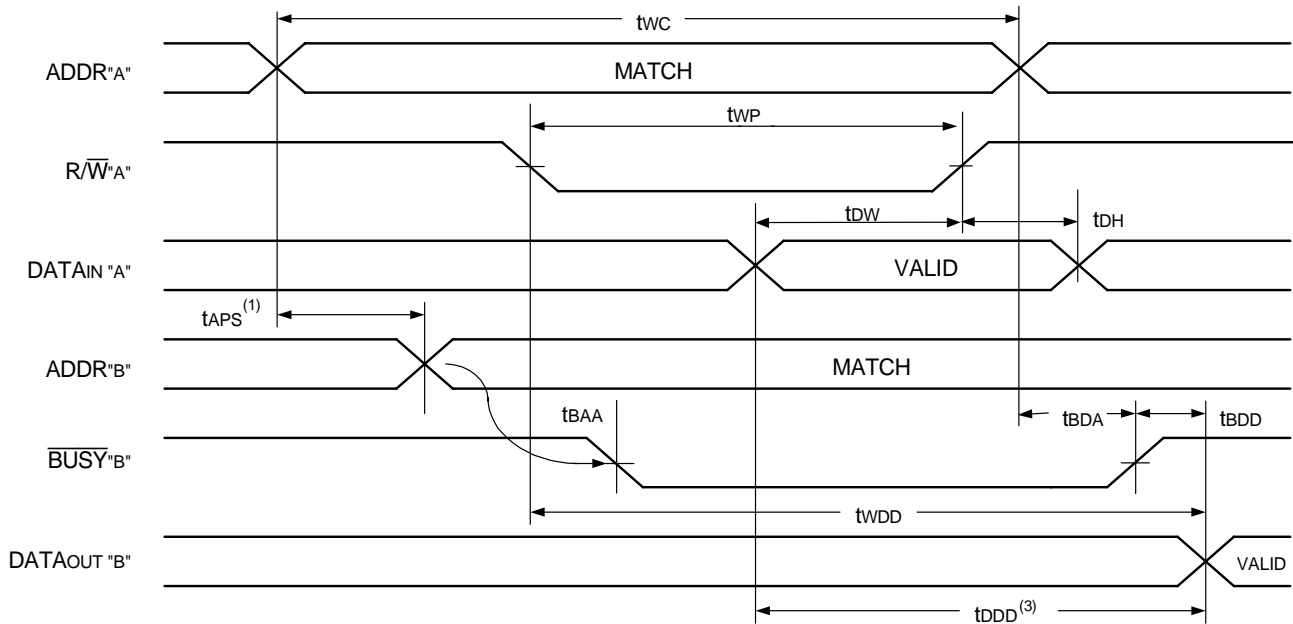 tWC
ADDR"A"
MATCH
tWP
R/W̅"A"
tDW
tDH
DATAIN "A"
VALID
tAPS(1)
ADDR"B"
MATCH
tBAA
tBDA
tBDD
B̅U̅S̅Y̅"B"
tWDD
DATAOUT "B"
VALID
tDDD(3)